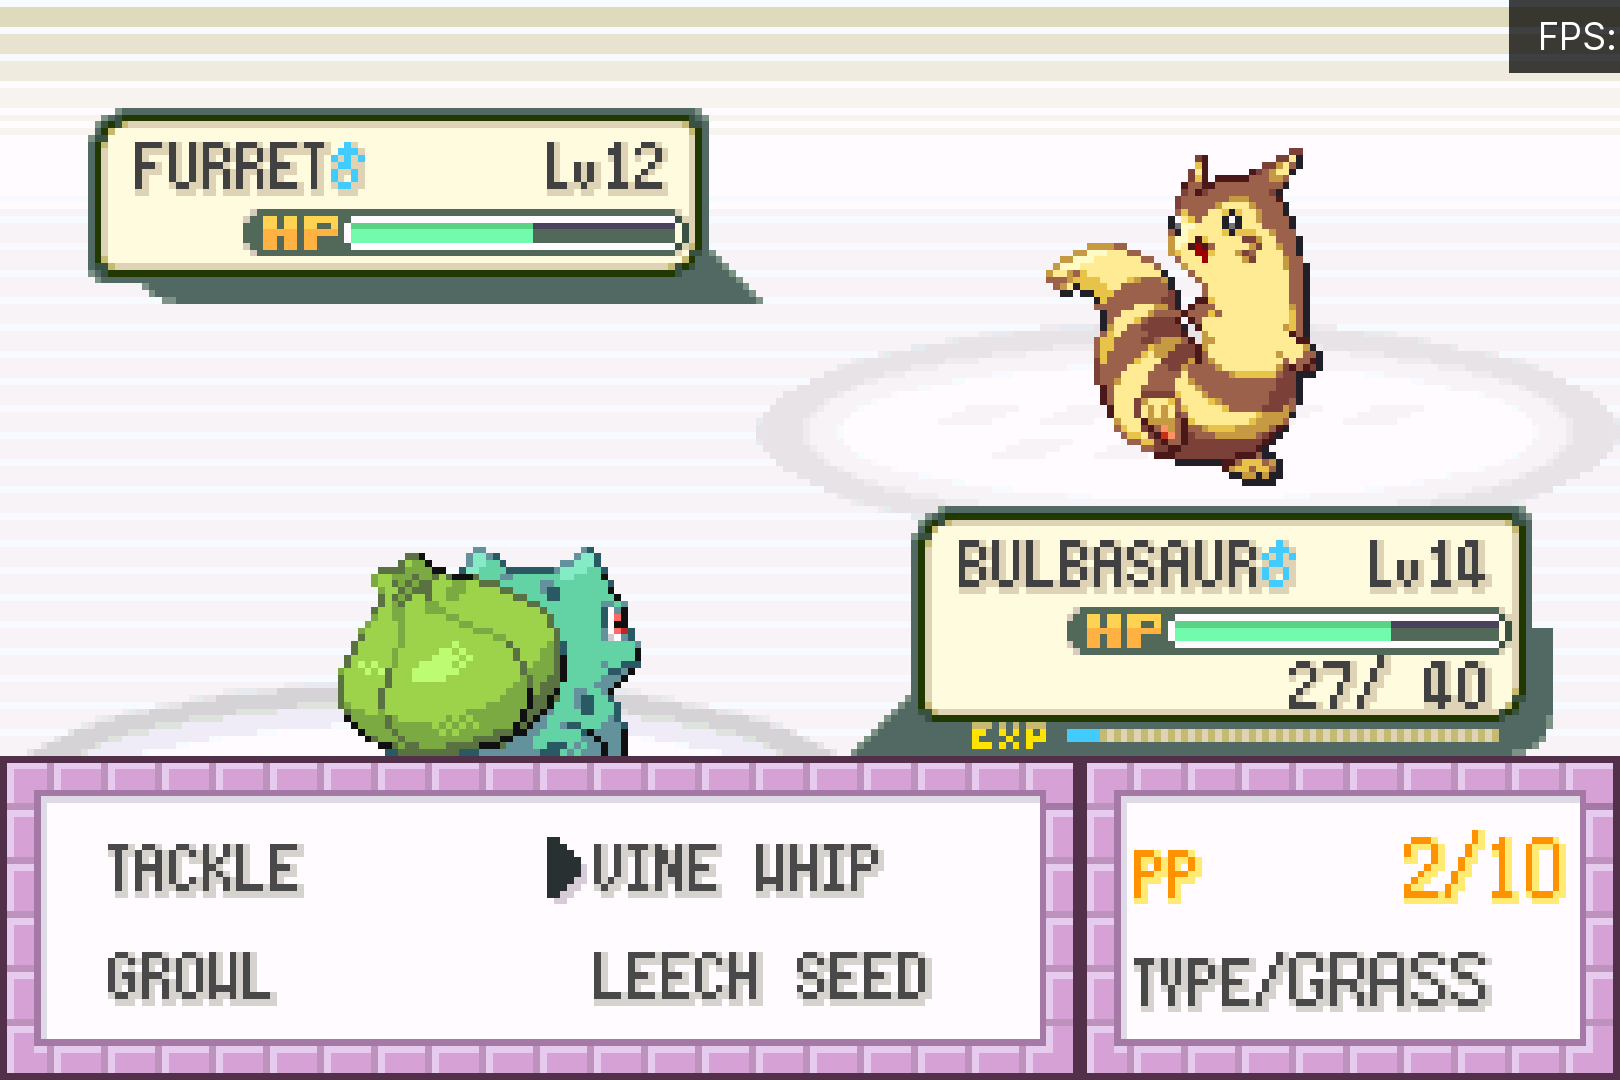 FPS:
FURRET♂ Lv12
HP
BULBASAUR♂ Lv14
HP
27/ 40
EXP
TACKLE VINE WHIP
GROWL LEECH SEED
PP 2/10
TYPE/GRASS